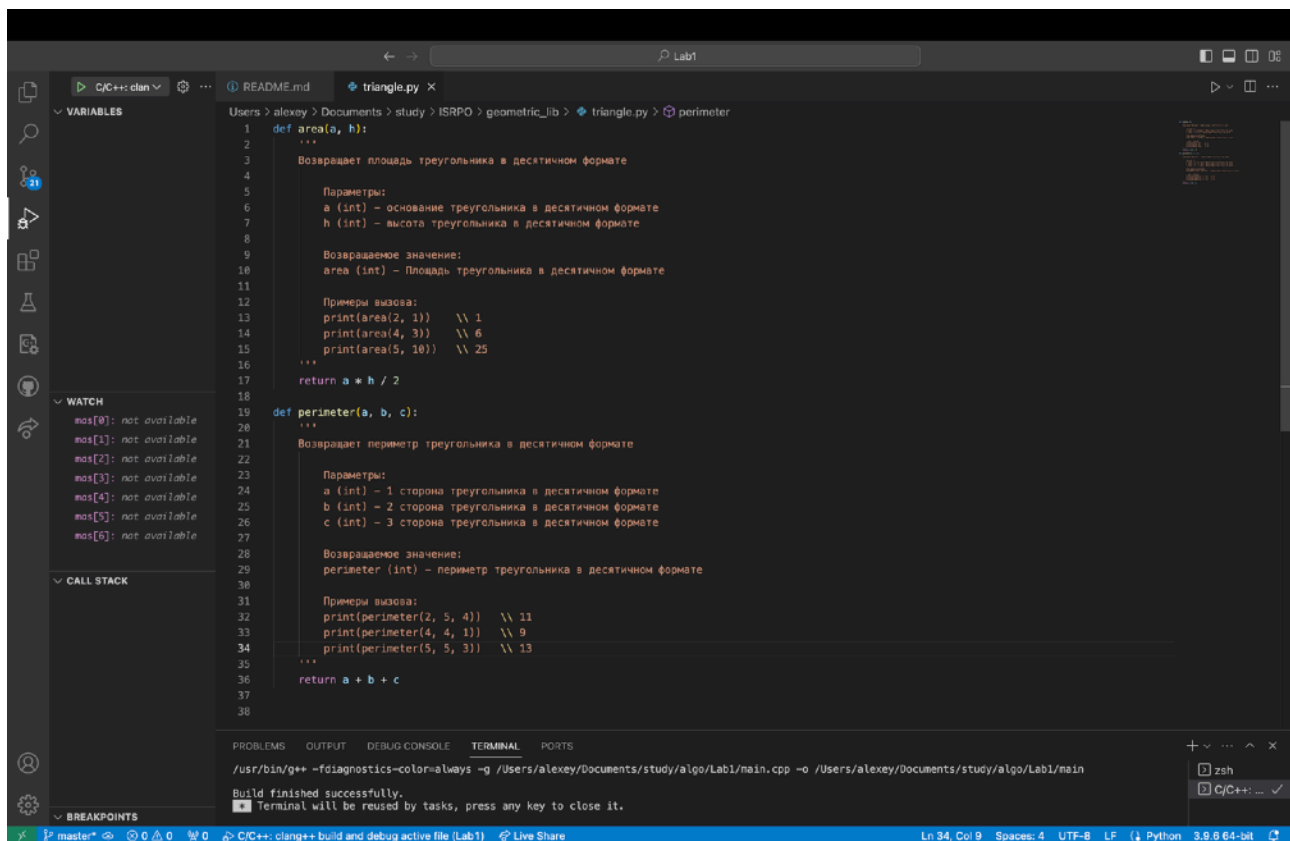 Lab1
C/C++: clan
README.md
triangle.py
VARIABLES
Users > alexey > Documents > study > ISRPO > geometric_lib > triangle.py > perimeter
1 def area(a, h):
2 '''
3 Возвращает площадь треугольника в десятичном формате
4
5 Параметры:
6 a (int) – основание треугольника в десятичном формате
7 h (int) – высота треугольника в десятичном формате
8
9 Возвращаемое значение:
10 area (int) – Площадь треугольника в десятичном формате
11
12 Примеры вызова:
13 print(area(2, 1)) \\ 1
14 print(area(4, 3)) \\ 6
15 print(area(5, 10)) \\ 25
16 '''
17 return a * h / 2
18
19 def perimeter(a, b, c):
20 '''
21 Возвращает периметр треугольника в десятичном формате
22
23 Параметры:
24 a (int) – 1 сторона треугольника в десятичном формате
25 b (int) – 2 сторона треугольника в десятичном формате
26 c (int) – 3 сторона треугольника в десятичном формате
27
28 Возвращаемое значение:
29 perimeter (int) – периметр треугольника в десятичном формате
30
31 Примеры вызова:
32 print(perimeter(2, 5, 4)) \\ 11
33 print(perimeter(4, 4, 1)) \\ 9
34 print(perimeter(5, 5, 3)) \\ 13
35 '''
36 return a + b + c
37
38
21
WATCH
mas[0]: not available
mas[1]: not available
mas[2]: not available
mas[3]: not available
mas[4]: not available
mas[5]: not available
mas[6]: not available
CALL STACK
BREAKPOINTS
PROBLEMS OUTPUT DEBUG CONSOLE TERMINAL PORTS
/usr/bin/g++ -fdiagnostics-color=always -g /Users/alexey/Documents/study/algo/Lab1/main.cpp -o /Users/alexey/Documents/study/algo/Lab1/main
Build finished successfully.
* Terminal will be reused by tasks, press any key to close it.
zsh
C/C++: ...
master* 0 0 0 C/C++: clang++ build and debug active file (Lab1) Live Share Ln 34, Col 9 Spaces: 4 UTF-8 LF Python 3.9.6 64-bit